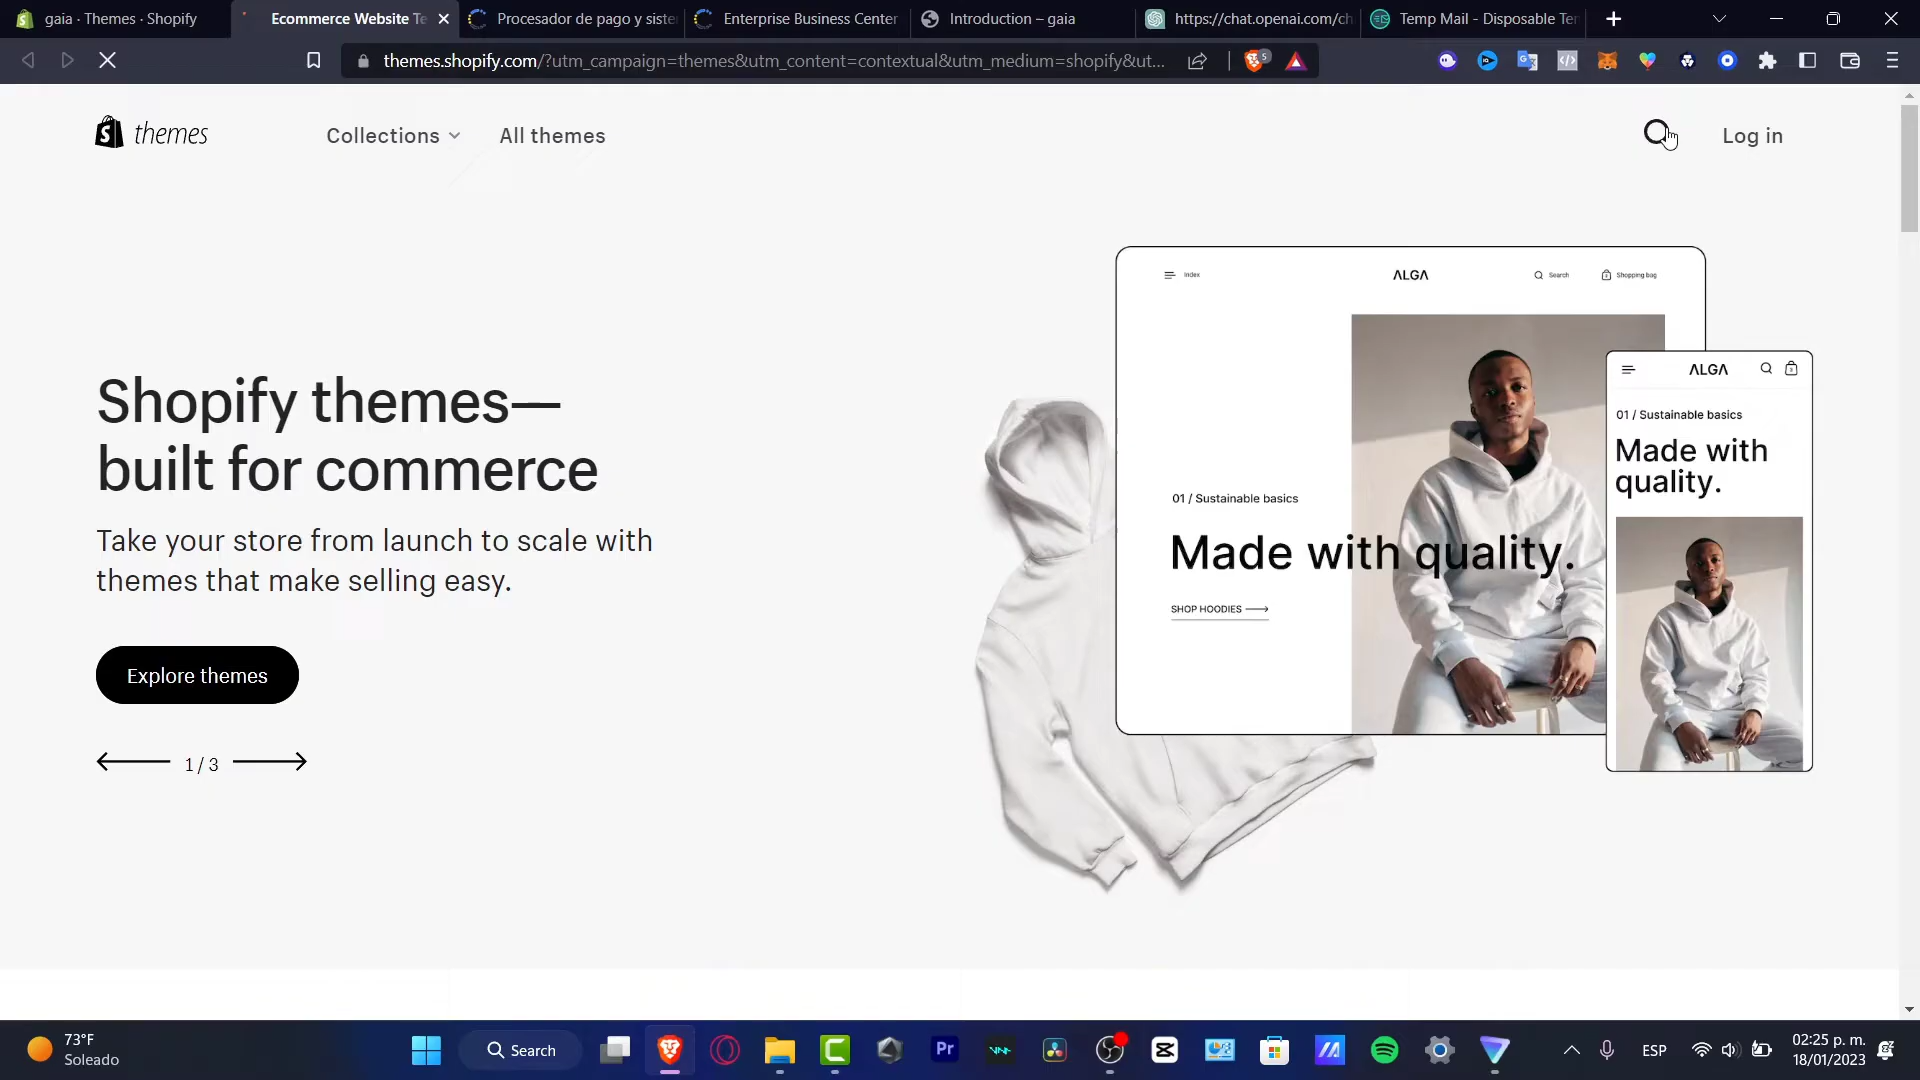 gaia · Themes · Shopify
Ecommerce Website Te
Procesador de pago y siste
Enterprise Business Center
Introduction – gaia
https://chat.openai.com/ch
Temp Mail - Disposable Ten
themes.shopify.com/?utm_campaign=themes&utm_content=contextual&utm_medium=shopify&ut...
5
themes
Collections
All themes
Log in
Index
ALGA
Search
Shopping bag
ALGA
01 / Sustainable basics
Made with
quality.
Shopify themes—
built for commerce
01 / Sustainable basics
Made with quality.
SHOP HOODIES
Take your store from launch to scale with
themes that make selling easy.
Explore themes
1 / 3
73°F
Soleado
Search
Pr
ESP
02:25 p. m.
18/01/2023